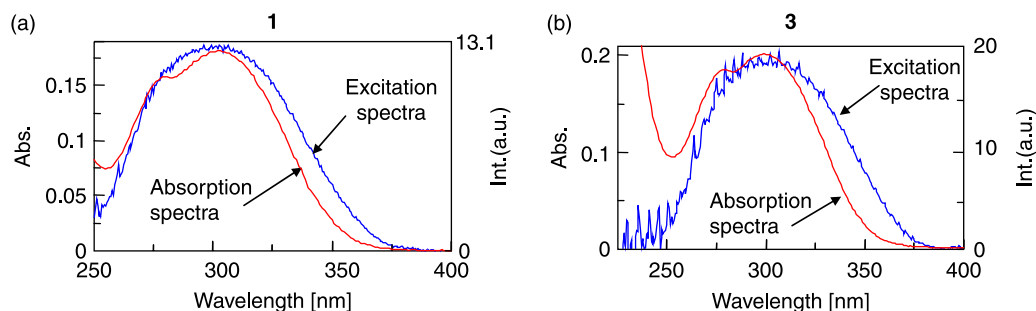 (a)
1
13.1
0.15
0.1
0.05
0
0
Abs.
Int.(a.u.)
Excitation
spectra
Absorption
spectra
250
300
350
400
Wavelength [nm]
(b)
3
0.2
0.1
0
20
10
0
Abs.
Int.(a.u.)
Excitation
spectra
Absorption
spectra
250
300
350
400
Wavelength [nm]